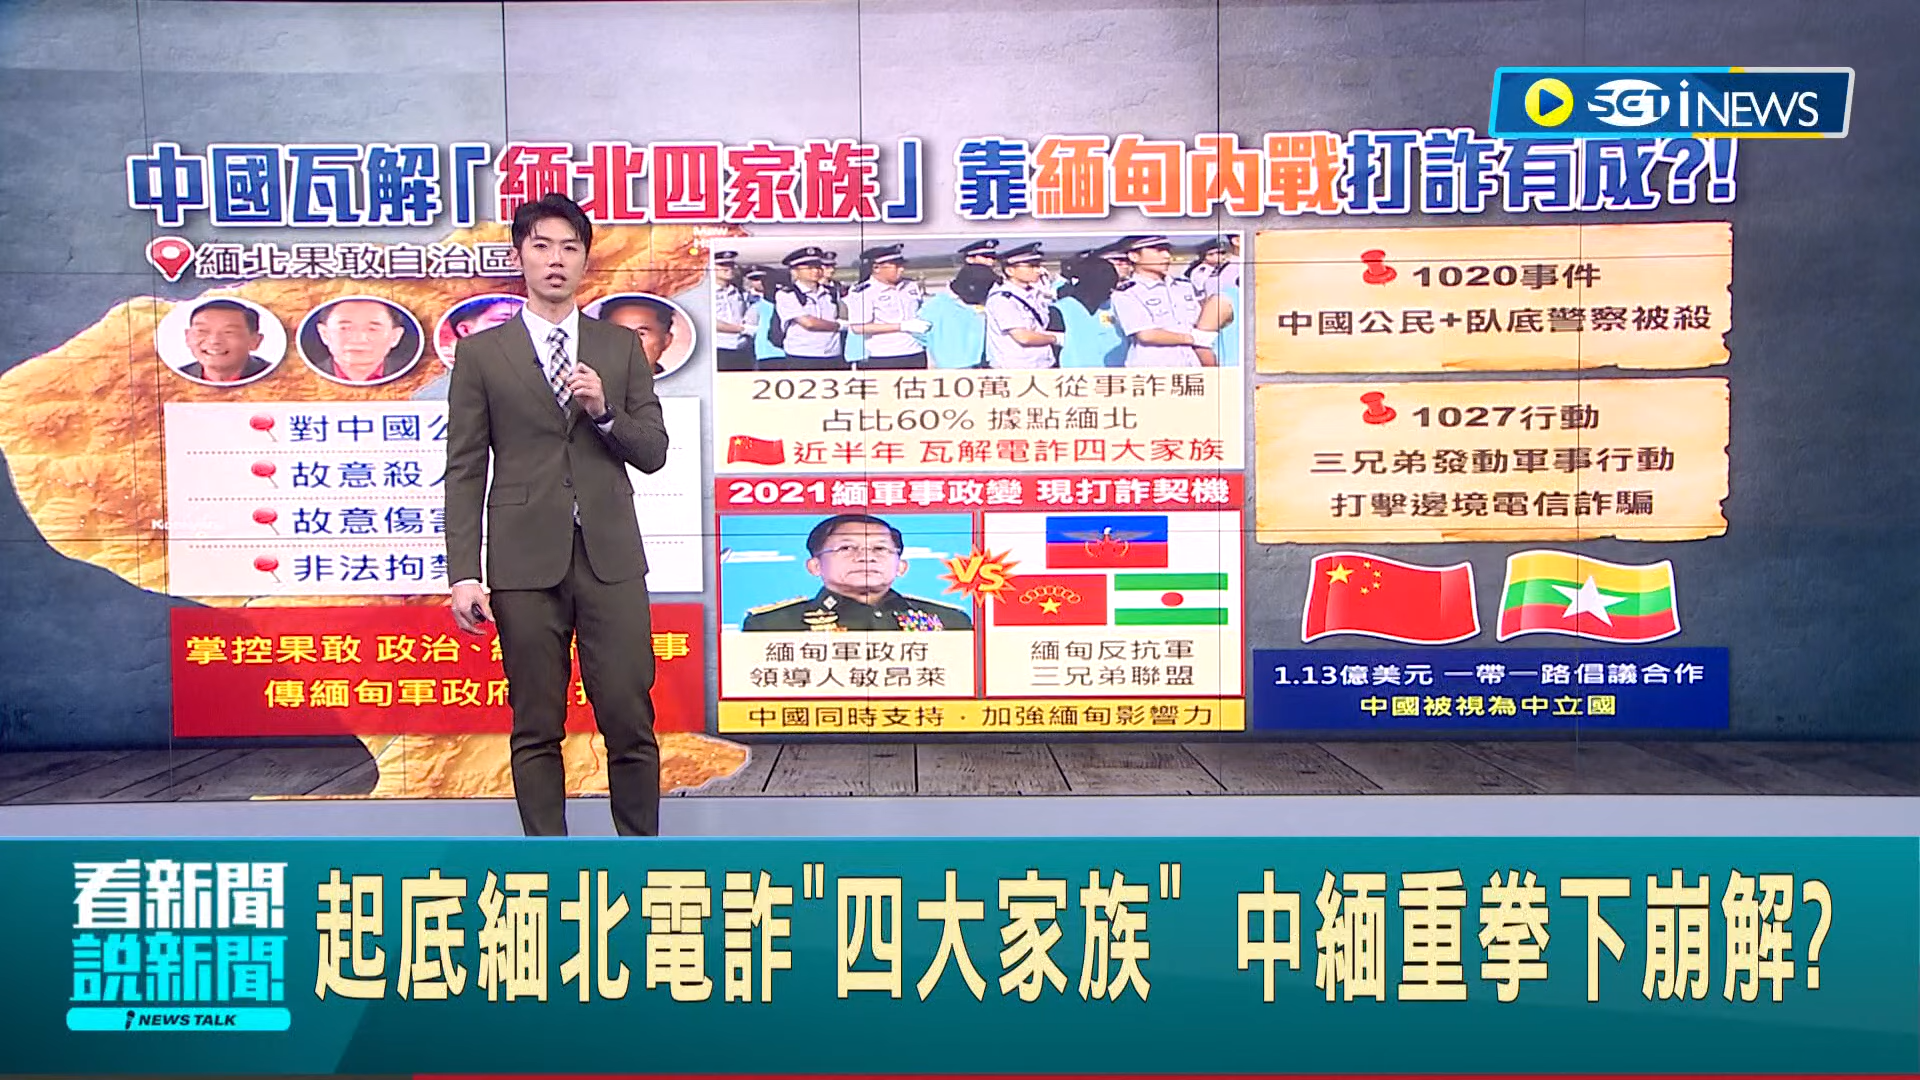 SETiNEWS
中國瓦解「緬北四家族」靠緬甸內戰打詐有成?!
緬北果敢自治區
對中國公
故意殺人
故意傷害
非法拘禁
掌控果敢 政治、經 事
傳緬甸軍政府
2023年 估10萬人從事詐騙
占比60% 據點緬北
近半年 瓦解電詐四大家族
2021緬軍事政變 現打詐契機
VS
緬甸軍政府
領導人敏昂萊
緬甸反抗軍
三兄弟聯盟
中國同時支持．加強緬甸影響力
1020事件
中國公民+臥底警察被殺
1027行動
三兄弟發動軍事行動
打擊邊境電信詐騙
1.13億美元 一帶一路倡議合作
中國被視為中立國
看新聞
說新聞
iNEWS TALK
起底緬北電詐"四大家族" 中緬重拳下崩解?